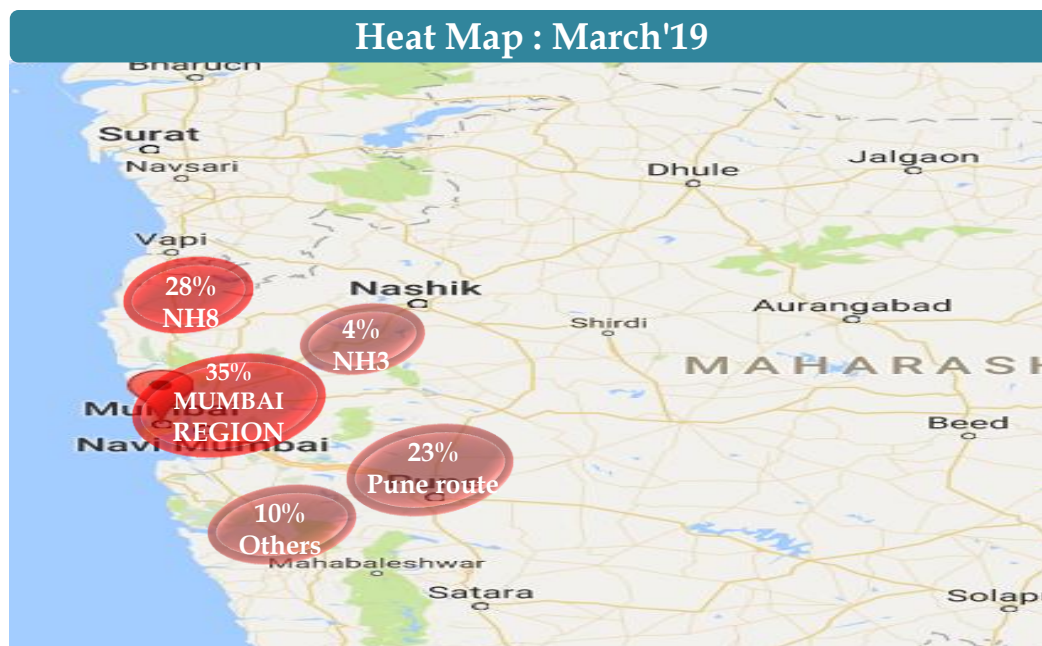 Heat Map : March'19
Bharuch
Surat
Navsari
Dhule
Jalgaon
Vapi
28%
NH8
Nashik
Aurangabad
Shirdi
4%
NH3
MAHARASH
35%
MUMBAI
REGION
Mumbai
Navi Mumbai
Beed
23%
Pune route
Pune
10%
Others
Mahabaleshwar
Satara
Solapu